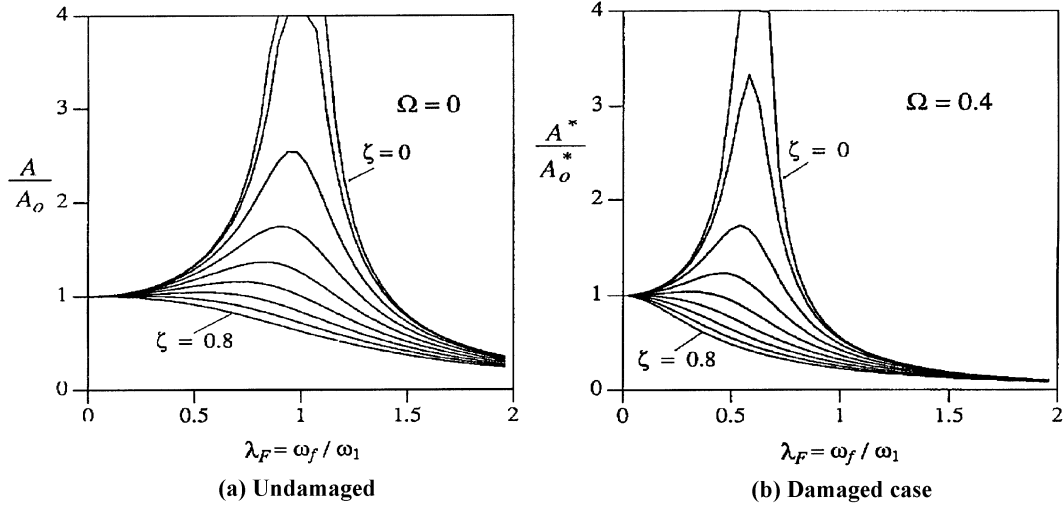 4
3
2
1
0
A
A_o
Ω = 0
ζ = 0
ζ = 0.8
0
0.5
1
1.5
2
λ_F = ω_f / ω_1
(a) Undamaged
4
3
2
1
0
A*
A_o*
Ω = 0.4
ζ = 0
ζ = 0.8
0
0.5
1
1.5
2
λ_F = ω_f / ω_1
(b) Damaged case